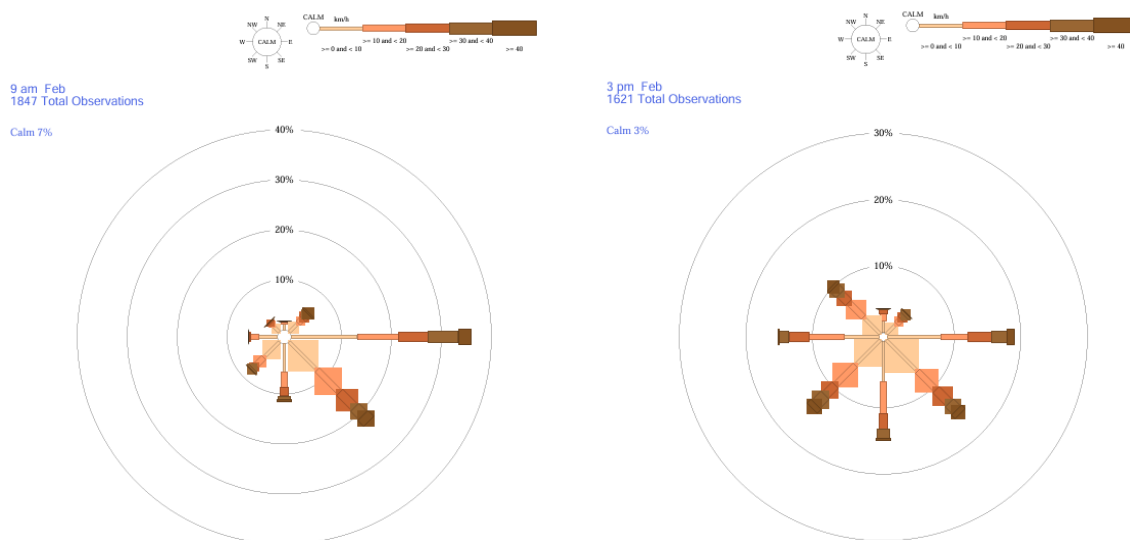 N
NW NE
W CALM E
SW SE
S
CALM km/h
>= 10 and < 20 >= 30 and < 40
>= 0 and < 10 >= 20 and < 30 >= 40
9 am Feb
1847 Total Observations
Calm 7%
40%
30%
20%
10%
N
NW NE
W CALM E
SW SE
S
CALM km/h
>= 10 and < 20 >= 30 and < 40
>= 0 and < 10 >= 20 and < 30 >= 40
3 pm Feb
1621 Total Observations
Calm 3%
30%
20%
10%